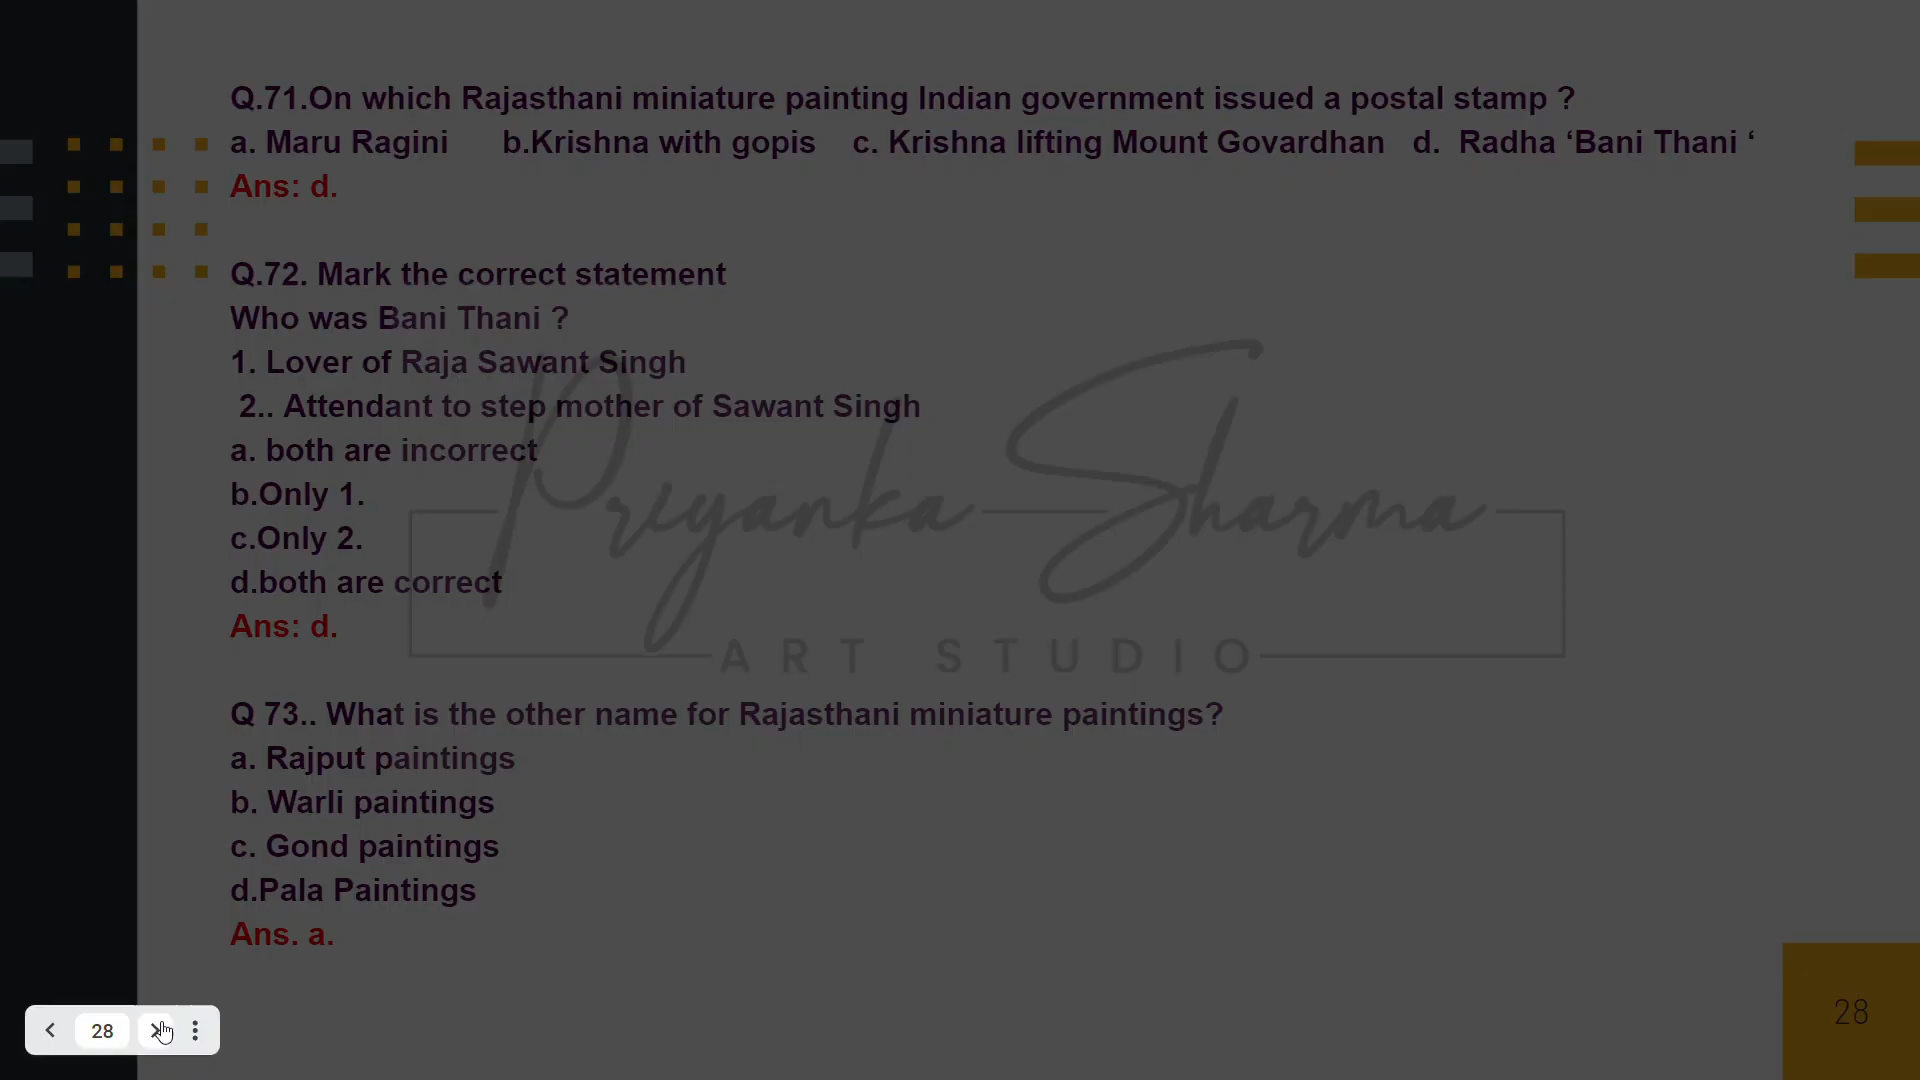 Q.71.On which Rajasthani miniature painting Indian government issued a postal stamp ?
a. Maru Ragini b.Krishna with gopis c. Krishna lifting Mount Govardhan d. Radha ‘Bani Thani ‘
Ans: d.
Q.72. Mark the correct statement
Who was Bani Thani ?
1. Lover of Raja Sawant Singh
2.. Attendant to step mother of Sawant Singh
a. both are incorrect
b.Only 1.
c.Only 2.
d.both are correct
Ans: d.
Priyanka Sharma
ART STUDIO
Q 73.. What is the other name for Rajasthani miniature paintings?
a. Rajput paintings
b. Warli paintings
c. Gond paintings
d.Pala Paintings
Ans. a.
28
28